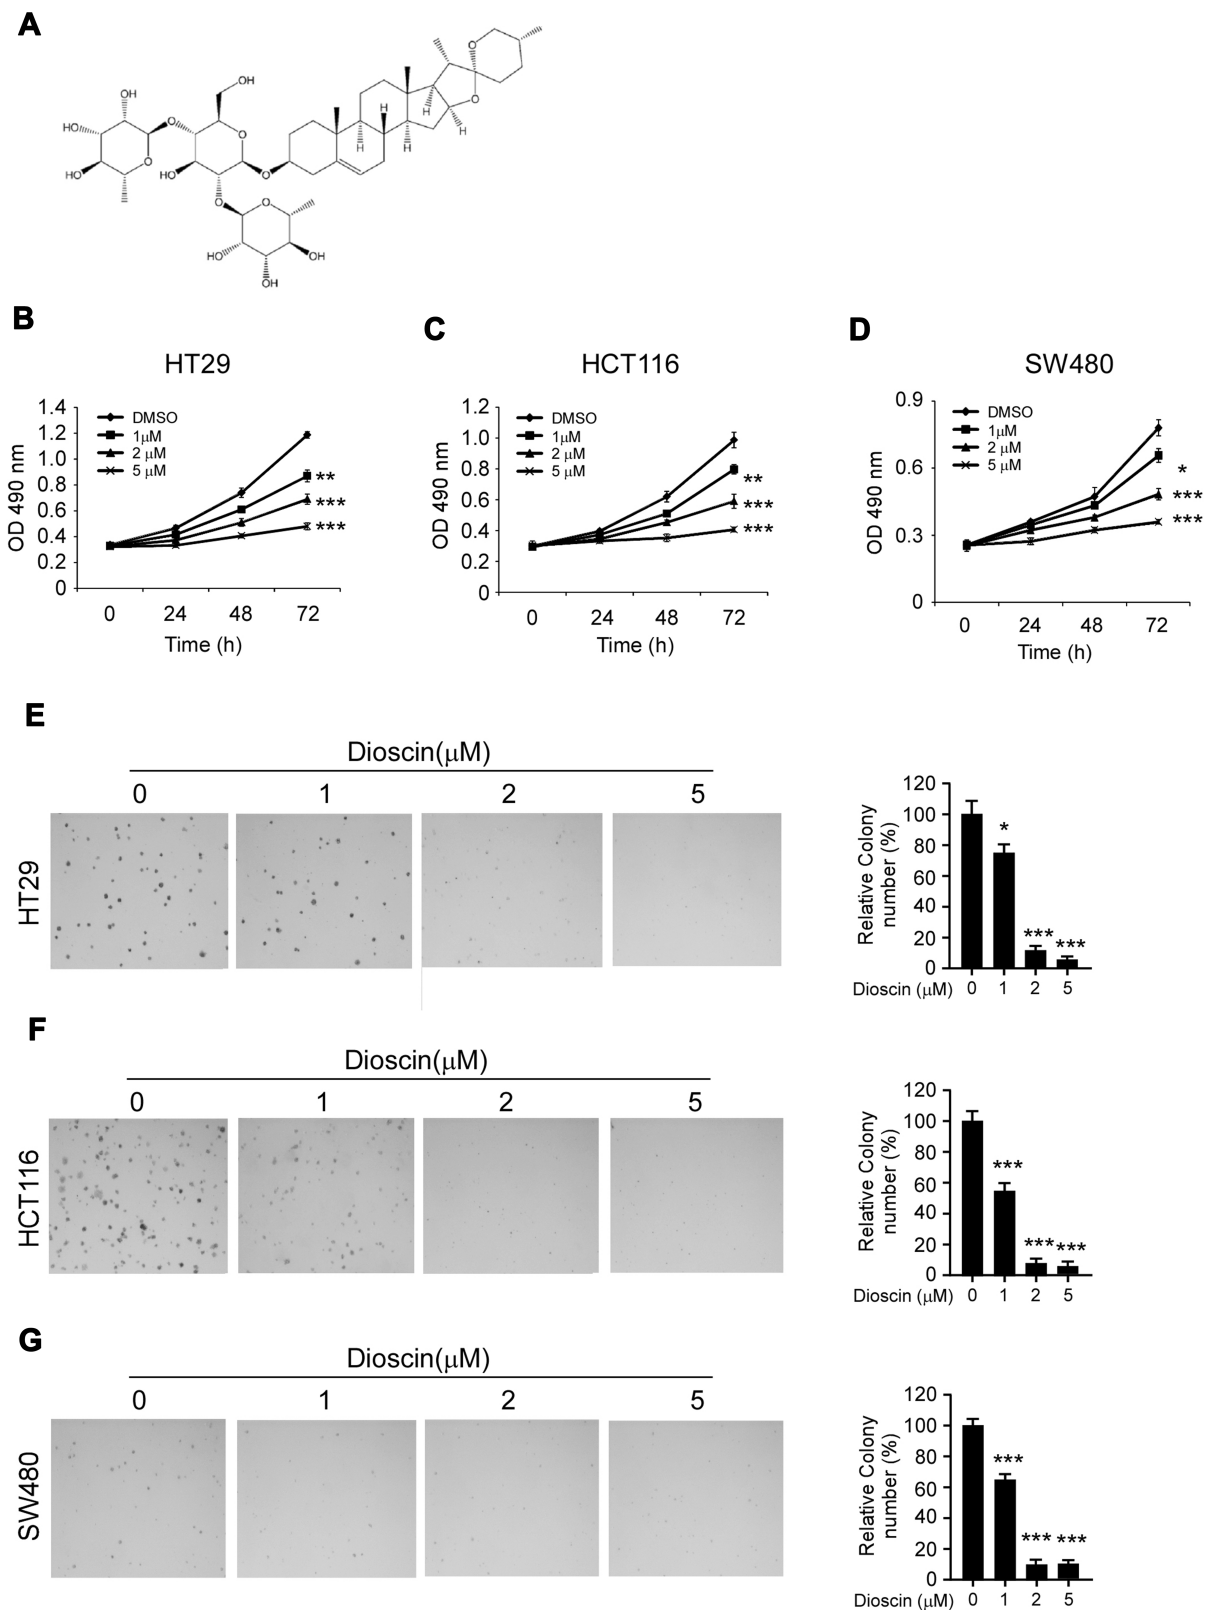 A
OH
OH
HO
O
O
HO
O
HO
O
O
O
HO
OH
OH
H
H
H
H
H
O
O
B
HT29
OD 490 nm
1.4
1.2
1.0
0.8
0.6
0.4
0.2
0
DMSO
1μM
2 μM
5 μM
**
***
***
0 24 48 72
Time (h)
C
HCT116
OD 490 nm
1.2
1.0
0.8
0.6
0.4
0.2
0
DMSO
1μM
2 μM
5 μM
**
***
***
0 24 48 72
Time (h)
D
SW480
OD 490 nm
0.9
0.6
0.3
0
DMSO
1μM
2 μM
5 μM
*
***
***
0 24 48 72
Time (h)
E
Dioscin(μM)
0 1 2 5
HT29
Relative Colony
number (%)
120
100
80
60
40
20
0
*
***
***
Dioscin (μM) 0 1 2 5
F
Dioscin(μM)
0 1 2 5
HCT116
Relative Colony
number (%)
120
100
80
60
40
20
0
***
***
***
Dioscin (μM) 0 1 2 5
G
Dioscin(μM)
0 1 2 5
SW480
Relative Colony
number (%)
120
100
80
60
40
20
0
***
***
***
Dioscin (μM) 0 1 2 5